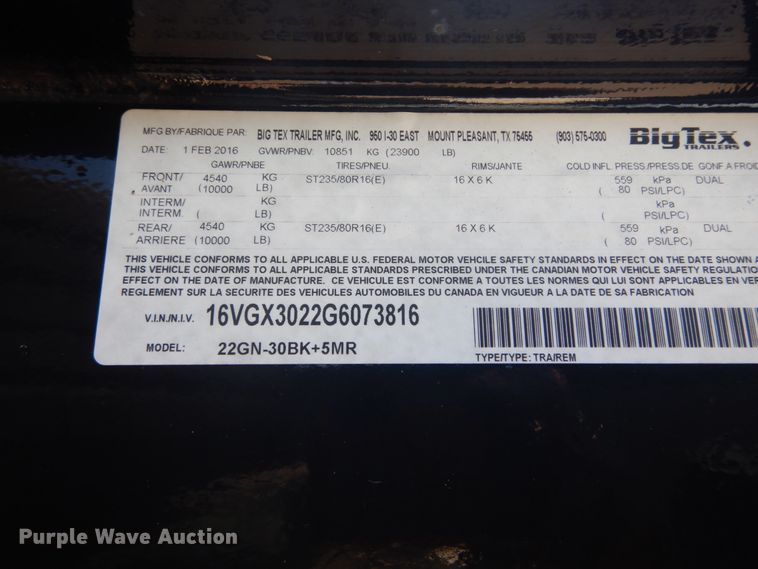 MFG BY/FABRIQUE PAR: BIG TEX TRAILER MFG, INC. 950 I-30 EAST MOUNT PLEASANT, TX 75455 (903) 575-0300 BigTex.
TRAILERS
DATE: 1 FEB 2016 GVWR/PNBV: 10851 KG (23900 LB)
GAWR/PNBE TIRES/PNEU. RIMS/JANTE COLD INFL. PRESS/PRESS.DE GONF A FROID
FRONT/ 4540 KG ST235/80R16(E) 16 X 6 K 559 kPa DUAL
AVANT (10000 LB) ( 80 PSI/LPC)
INTERM/ KG kPa
INTERM. ( LB) ( PSI/LPC)
REAR/ 4540 KG ST235/80R16(E) 16 X 6 K 559 kPa DUAL
ARRIERE (10000 LB) ( 80 PSI/LPC)
THIS VEHICLE CONFORMS TO ALL APPLICABLE U.S. FEDERAL MOTOR VEHICLE SAFETY STANDARDS IN EFFECT ON THE DATE SHOWN A
THIS VEHICLE CONFORMS TO ALL APPLICABLE STANDARDS PRESCRIBED UNDER THE CANADIAN MOTOR VEHICLE SAFETY REGULATION
EFFECT ON THE DATE OF MANUFACTURE. CE VEHICULE EST CONFORME A TOUTES LES NORMES QUI LUI SONT APPLICABLES EN VER
REGLEMENT SUR LA SECURITE DES VEHICLES AUTOMOBILES DU CANADA EN VIGUEUR A LA DATE DE SA FABRICATION
V.I.N./N.I.V. 16VGX3022G6073816
MODEL: 22GN-30BK+5MR TYPE/TYPE: TRA/REM
Purple Wave Auction